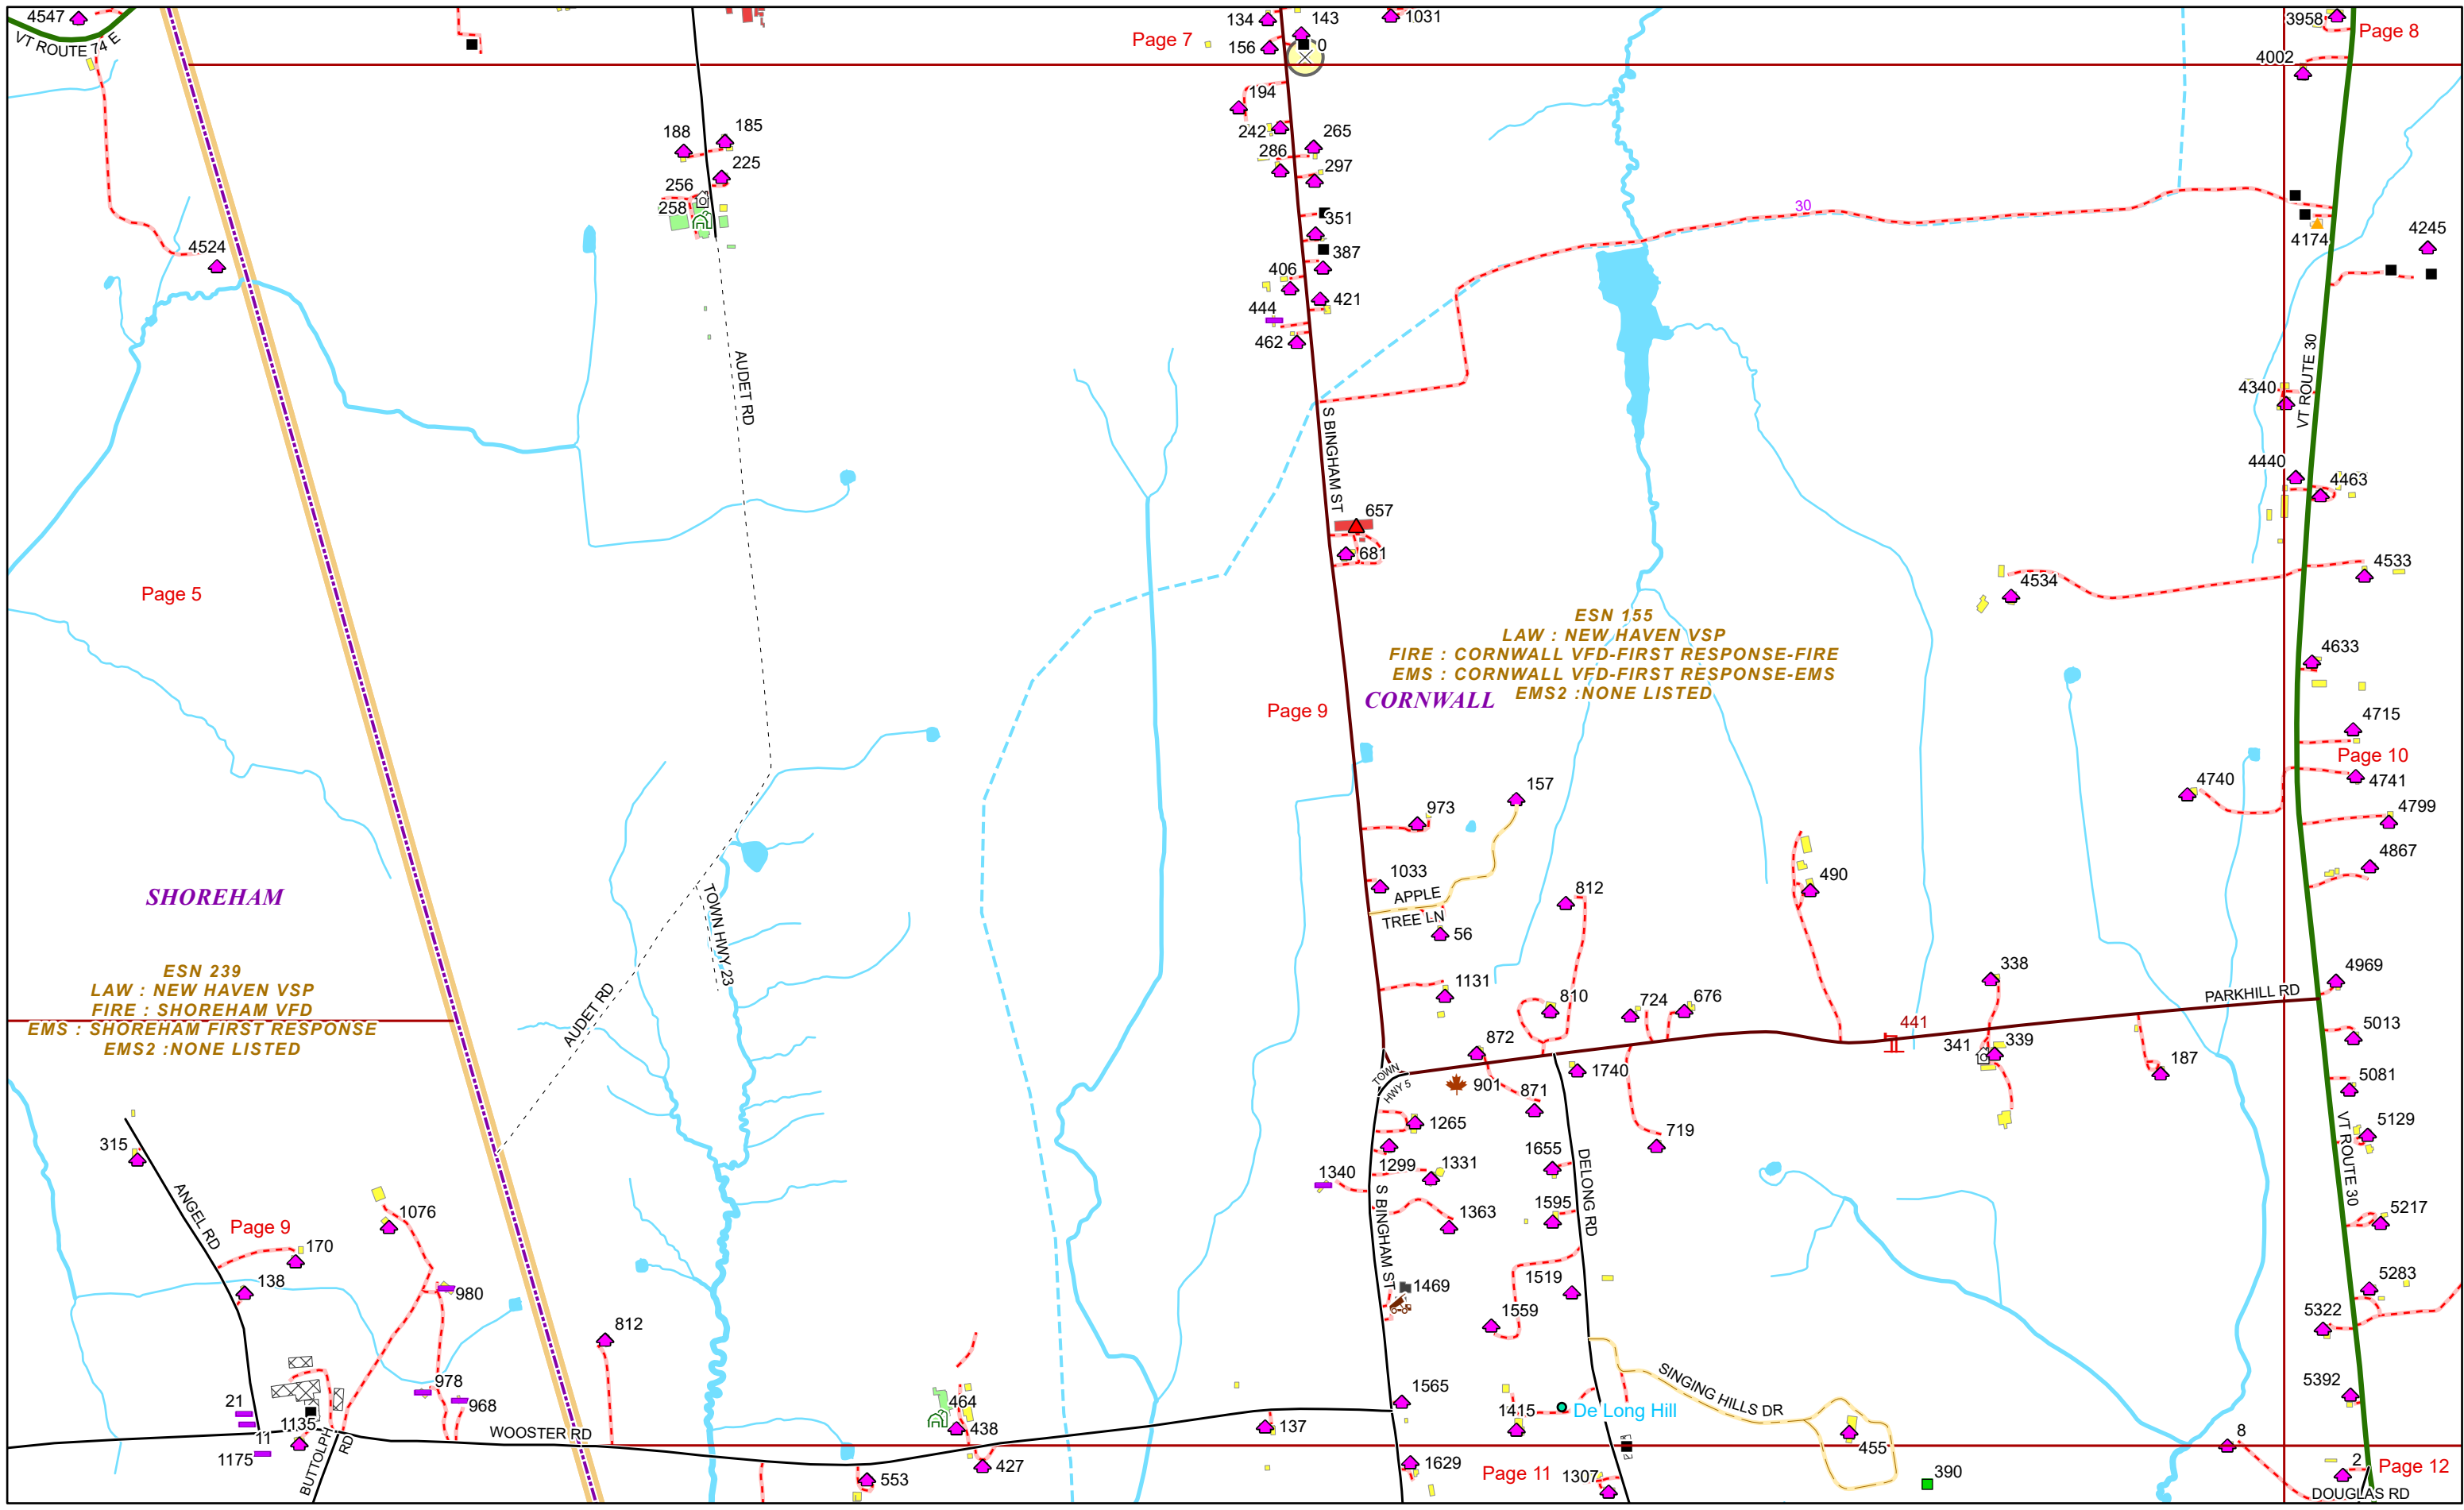 4547
VT ROUTE 74 E
Page 7
134
143
1031
156
0
3958
Page 8
4002
194
242
265
286
297
188
185
225
256
258
351
30
387
406
421
444
462
4524
4174
4245
AUDET RD
S BINGHAM ST
4340
VT ROUTE 30
4440
4463
657
681
Page 5
4533
4534
ESN 155
LAW : NEW HAVEN VSP
FIRE : CORNWALL VFD-FIRST RESPONSE-FIRE
EMS : CORNWALL VFD-FIRST RESPONSE-EMS
EMS2 :NONE LISTED
CORNWALL
Page 9
4633
4715
Page 10
4741
4740
4799
4867
157
973
1033
APPLE
TREE LN
56
812
490
SHOREHAM
TOWN HWY 23
ESN 239
LAW : NEW HAVEN VSP
FIRE : SHOREHAM VFD
EMS : SHOREHAM FIRST RESPONSE
EMS2 :NONE LISTED
AUDET RD
1131
810
724
676
338
4969
PARKHILL RD
441
341
339
5013
872
TOWN
HWY 5
901
871
1740
187
5081
1265
719
5129
315
1299
1331
1655
1340
DELONG RD
VT ROUTE 30
ANGEL RD
1076
Page 9
170
S BINGHAM ST
1363
1595
5217
138
980
1469
1519
1559
5283
5322
812
SINGING HILLS DR
978
968
21
11
1135
1175
BUTTOLPH
RD
WOOSTER RD
464
438
427
553
137
1565
1415
De Long Hill
5392
455
8
1629
Page 11
1307
390
2
Page 12
DOUGLAS RD